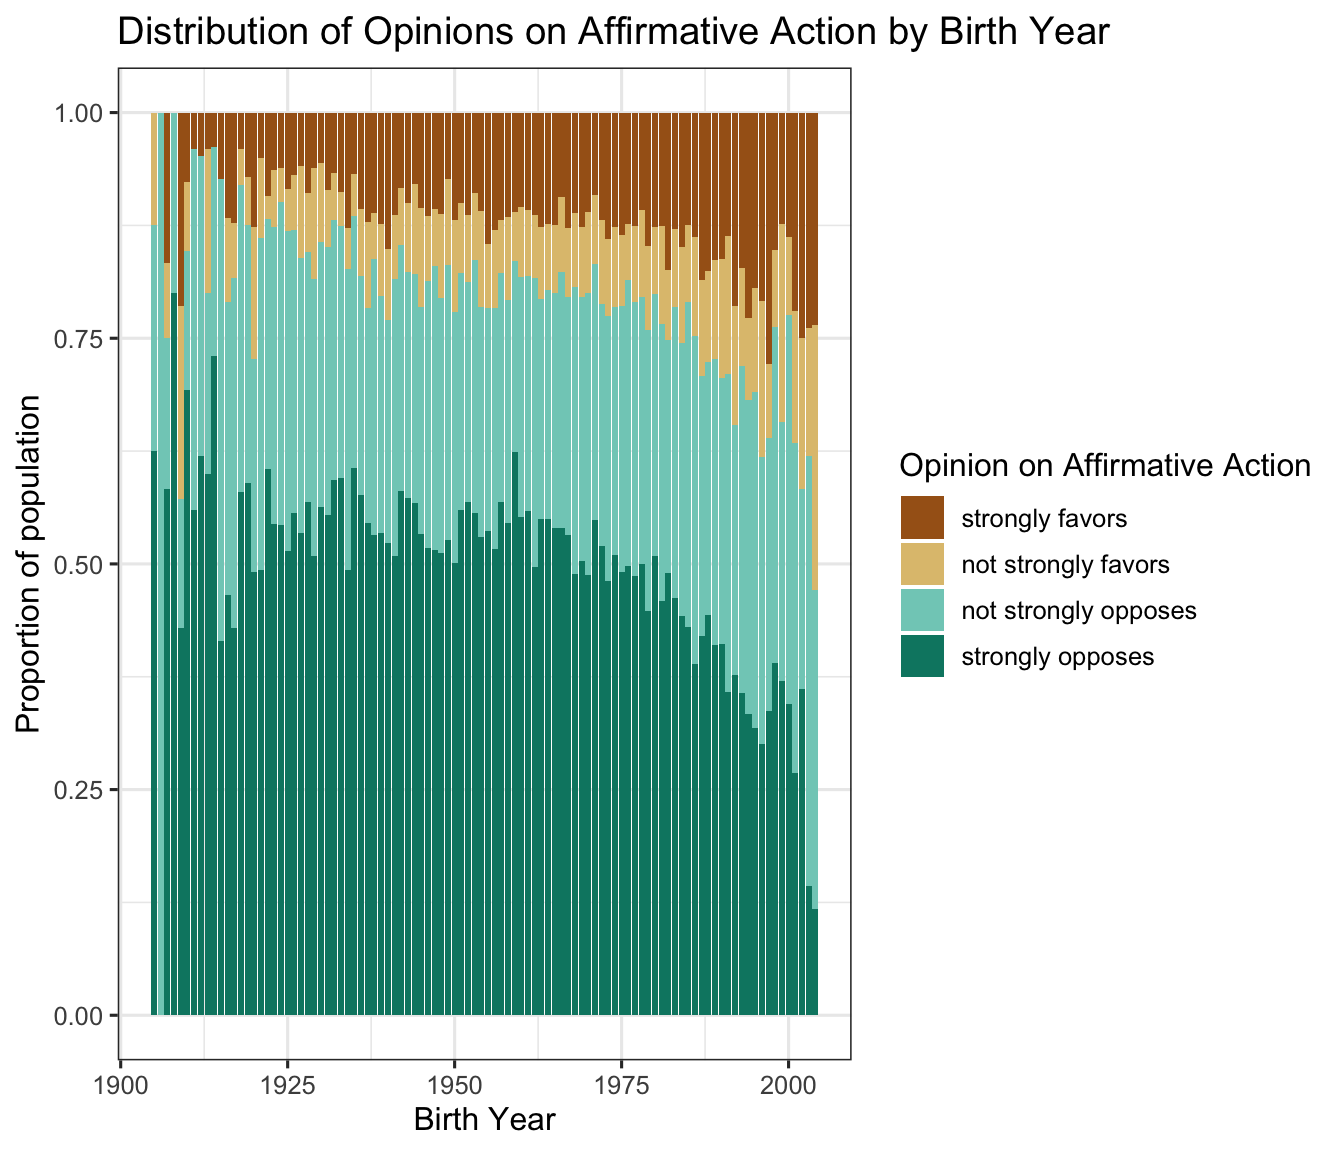 Distribution of Opinions on Affirmative Action by Birth Year
1.00
0.75
0.50
0.25
0.00
Proportion of population
1900 1925 1950 1975 2000
Birth Year
Opinion on Affirmative Action
strongly favors
not strongly favors
not strongly opposes
strongly opposes